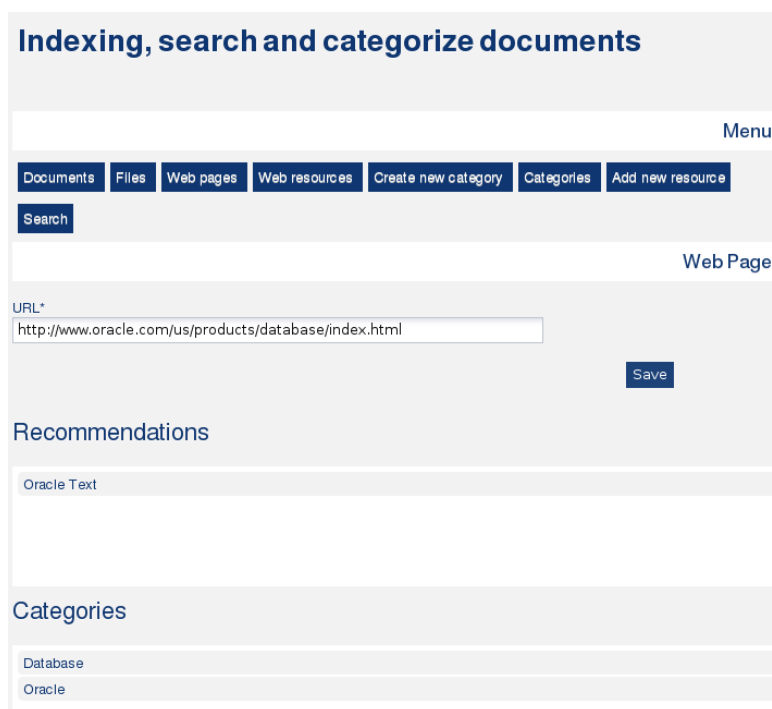 Indexing, search and categorize documents
Menu
Documents Files Web pages Web resources Create new category Categories Add new resource
Search
Web Page
URL*
http://www.oracle.com/us/products/database/index.html
Save
Recommendations
Oracle Text
Categories
Database
Oracle